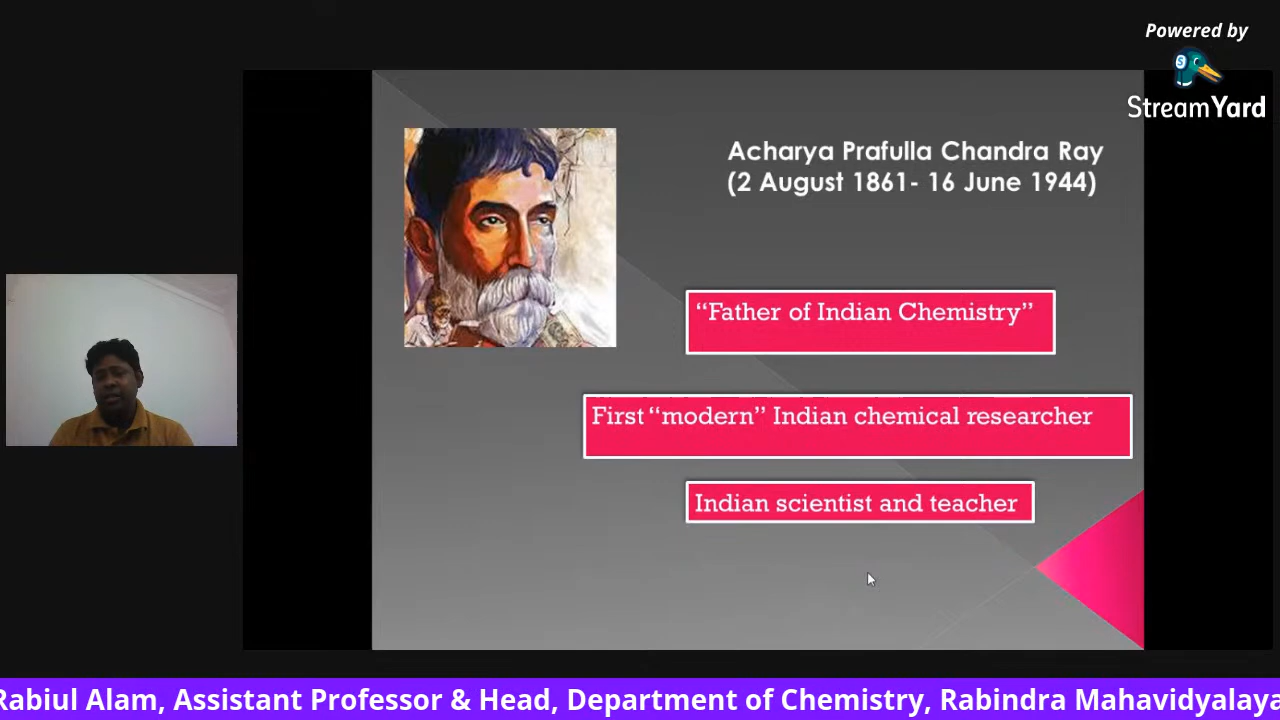 Powered by
StreamYard
Acharya Prafulla Chandra Ray
(2 August 1861- 16 June 1944)
“Father of Indian Chemistry”
First “modern” Indian chemical researcher
Indian scientist and teacher
Rabiul Alam, Assistant Professor & Head, Department of Chemistry, Rabindra Mahavidyalaya